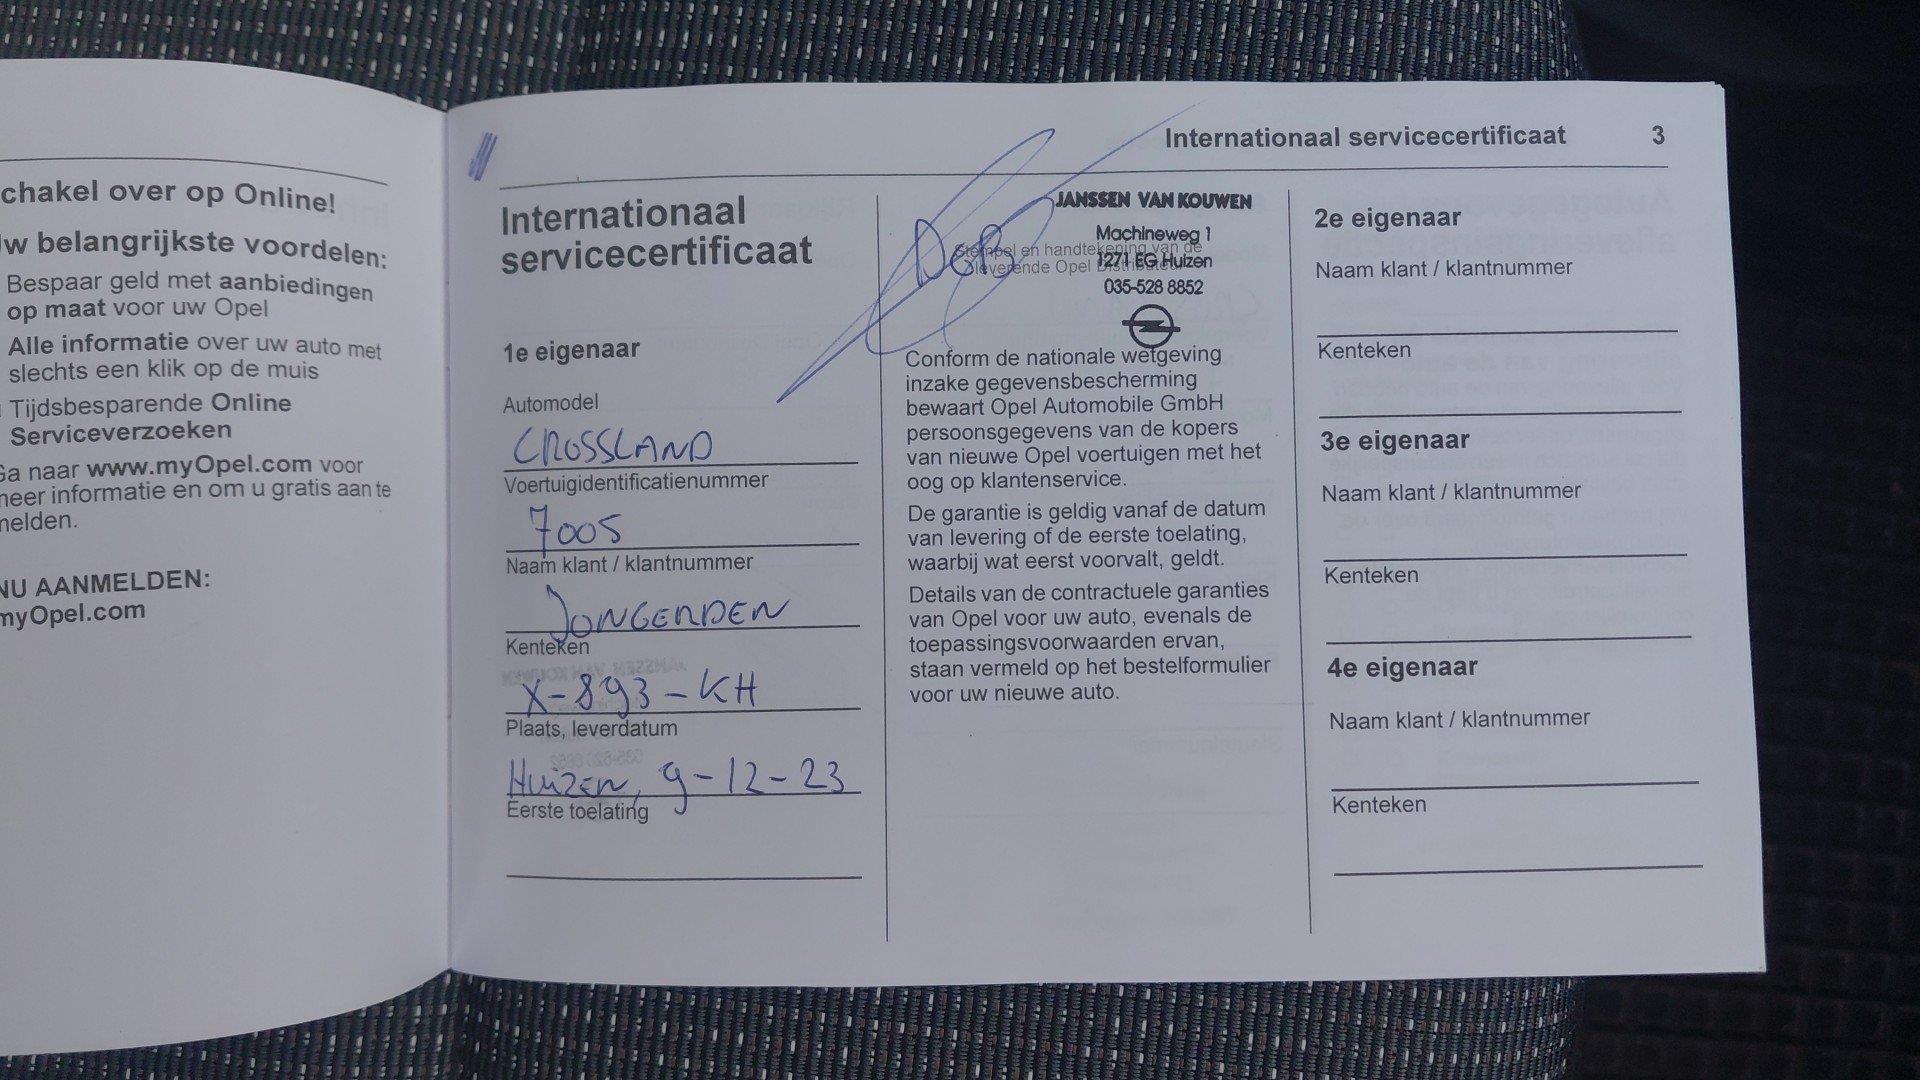 chakel over op Online!
w belangrijkste voordelen:
Bespaar geld met aanbiedingen
op maat voor uw Opel
Alle informatie over uw auto met
slechts een klik op de muis
Tijdsbesparende Online
Serviceverzoeken
Ga naar www.myOpel.com voor
meer informatie en om u gratis aan te
melden.
NU AANMELDEN:
myOpel.com
Internationaal servicecertificaat 3
Internationaal
servicecertificaat
1e eigenaar
Automodel
CROSSLAND
Voertuigidentificatienummer
7005
Naam klant / klantnummer
JONGERDEN
Kenteken
X-893-KH
Plaats, leverdatum
HUIZEN, 9-12-23
Eerste toelating
JANSSEN VAN KOUWEN
Machineweg 1
Stempel en handtekening van de
1271 EG Huizen
leverende Opel Distributeur
035-528 8852
Conform de nationale wetgeving
inzake gegevensbescherming
bewaart Opel Automobile GmbH
persoonsgegevens van de kopers
van nieuwe Opel voertuigen met het
oog op klantenservice.
De garantie is geldig vanaf de datum
van levering of de eerste toelating,
waarbij wat eerst voorvalt, geldt.
Details van de contractuele garanties
van Opel voor uw auto, evenals de
toepassingsvoorwaarden ervan,
staan vermeld op het bestelformulier
voor uw nieuwe auto.
2e eigenaar
Naam klant / klantnummer
Kenteken
3e eigenaar
Naam klant / klantnummer
Kenteken
4e eigenaar
Naam klant / klantnummer
Kenteken